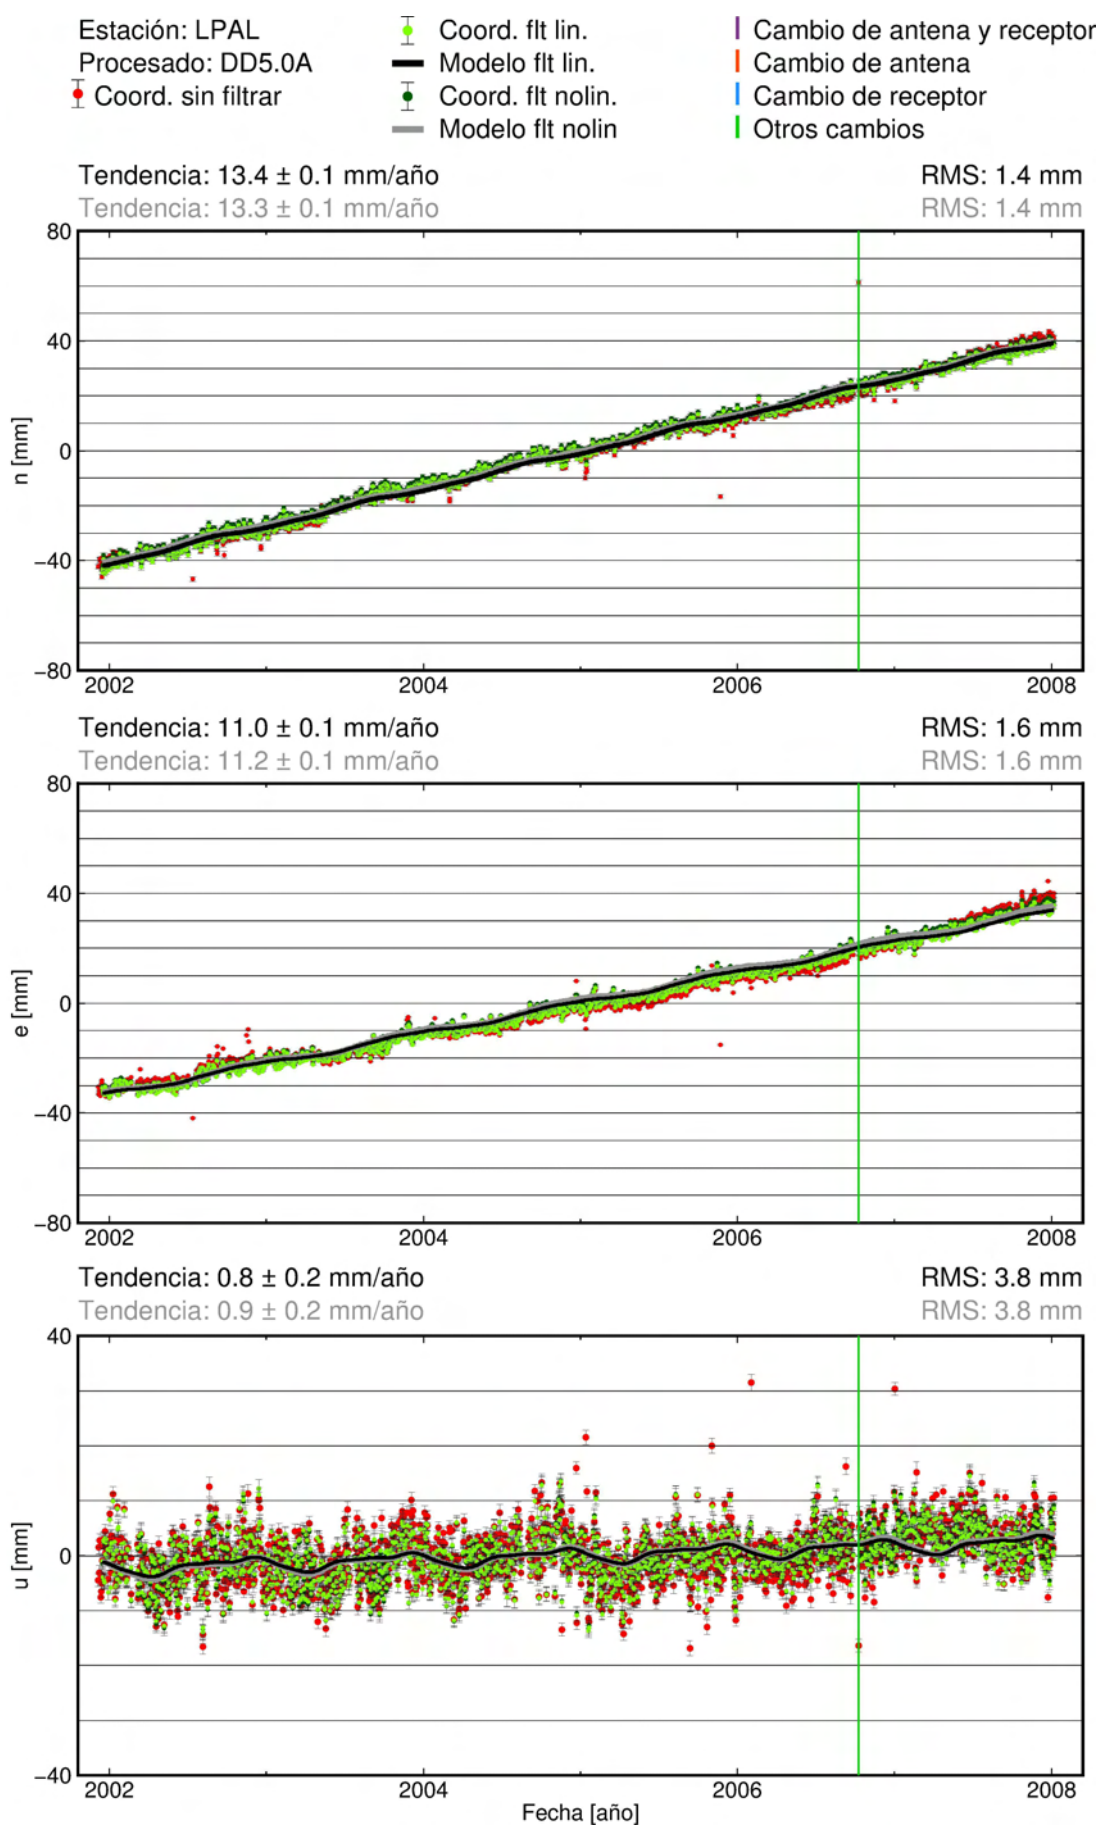 Estación: LPAL
Procesado: DD5.0A
Coord. sin filtrar
Coord. flt lin.
Modelo flt lin.
Coord. flt nolin.
Modelo flt nolin
Cambio de antena y receptor
Cambio de antena
Cambio de receptor
Otros cambios
Tendencia: 13.4 ± 0.1 mm/año RMS: 1.4 mm
Tendencia: 13.3 ± 0.1 mm/año RMS: 1.4 mm
80
40
0
−40
−80
n [mm]
2002 2004 2006 2008
Tendencia: 11.0 ± 0.1 mm/año RMS: 1.6 mm
Tendencia: 11.2 ± 0.1 mm/año RMS: 1.6 mm
80
40
0
−40
−80
e [mm]
2002 2004 2006 2008
Tendencia: 0.8 ± 0.2 mm/año RMS: 3.8 mm
Tendencia: 0.9 ± 0.2 mm/año RMS: 3.8 mm
40
0
−40
u [mm]
2002 2004 2006 2008
Fecha [año]